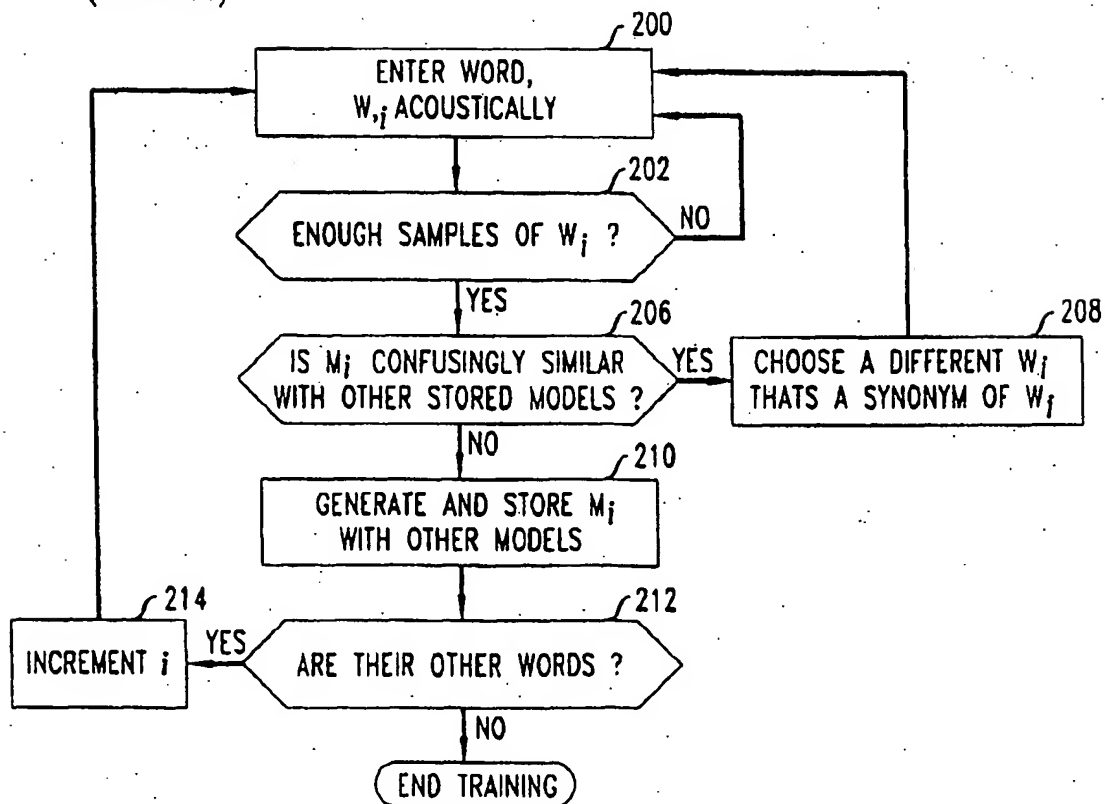 200
ENTER WORD,
W,i ACOUSTICALLY
202
ENOUGH SAMPLES OF Wi ?
NO
YES
206
IS Mi CONFUSINGLY SIMILAR
WITH OTHER STORED MODELS ?
YES
208
CHOOSE A DIFFERENT Wi
THATS A SYNONYM OF Wi
NO
210
GENERATE AND STORE Mi
WITH OTHER MODELS
212
ARE THEIR OTHER WORDS ?
YES
214
INCREMENT i
NO
END TRAINING